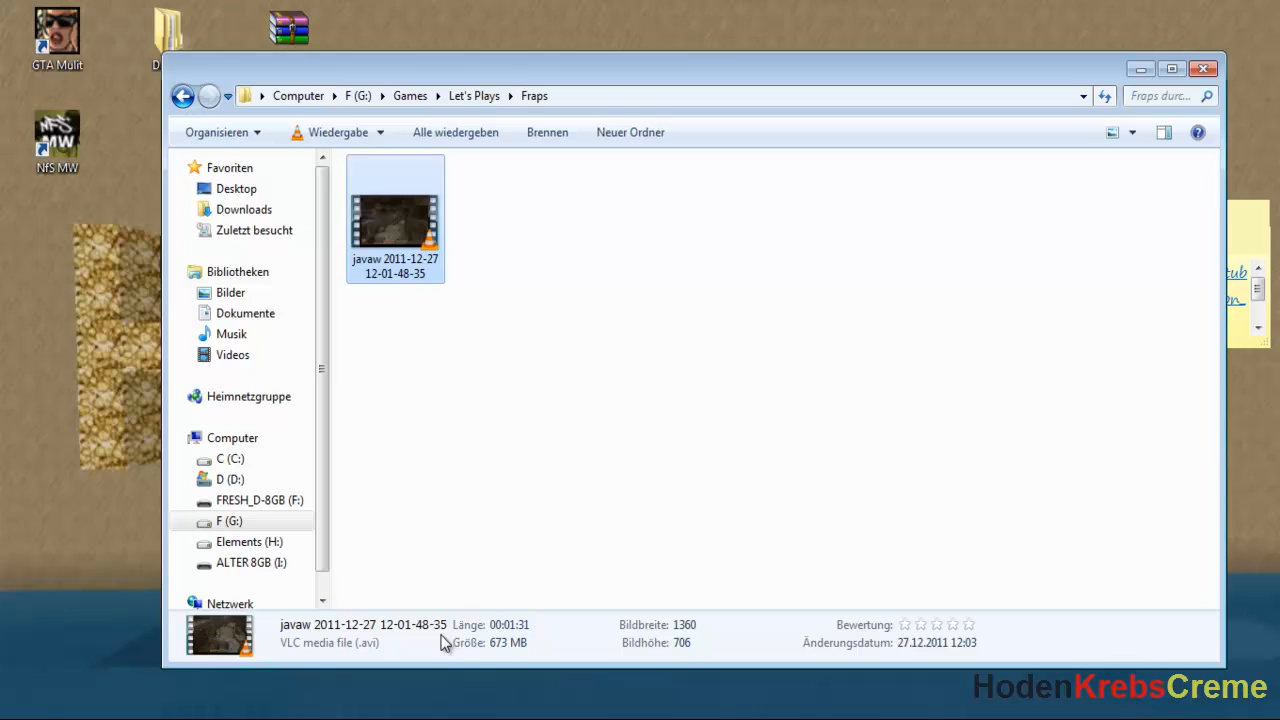 GTA Mulit
D
NfS MW
Computer
F (G:)
Games
Let's Plays
Fraps
Fraps durc...
Organisieren
Wiedergabe
Alle wiedergeben
Brennen
Neuer Ordner
Favoriten
Desktop
Downloads
Zuletzt besucht
Bibliotheken
Bilder
Dokumente
Musik
Videos
Heimnetzgruppe
Computer
C (C:)
D (D:)
FRESH_D-8GB (F:)
F (G:)
Elements (H:)
ALTER 8GB (I:)
Netzwerk
javaw 2011-12-27
12-01-48-35
tub
on_
javaw 2011-12-27 12-01-48-35 Länge: 00:01:31 Bildbreite: 1360 Bewertung:
VLC media file (.avi) Größe: 673 MB Bildhöhe: 706 Änderungsdatum: 27.12.2011 12:03
HodenKrebsCreme